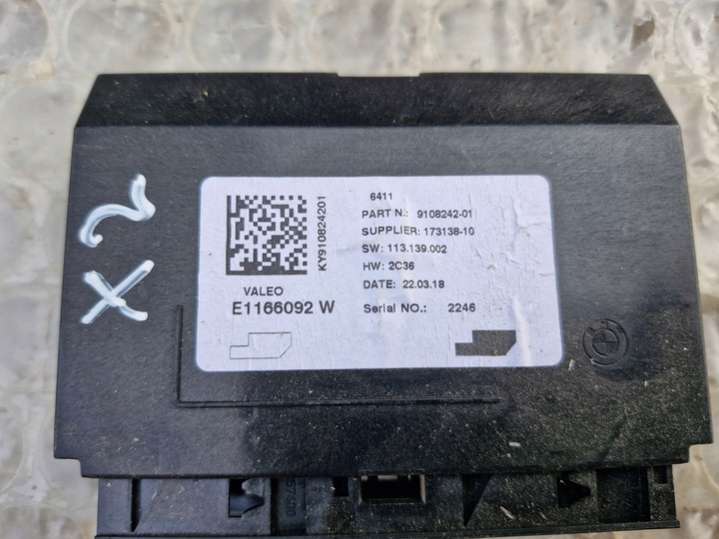 X2
KY910824201
VALEO
E1166092 W
6411
PART N.: 9108242-01
SUPPLIER: 173138-10
SW: 113.139.002
HW: 2C36
DATE: 22.03.18
Serial NO.: 2246